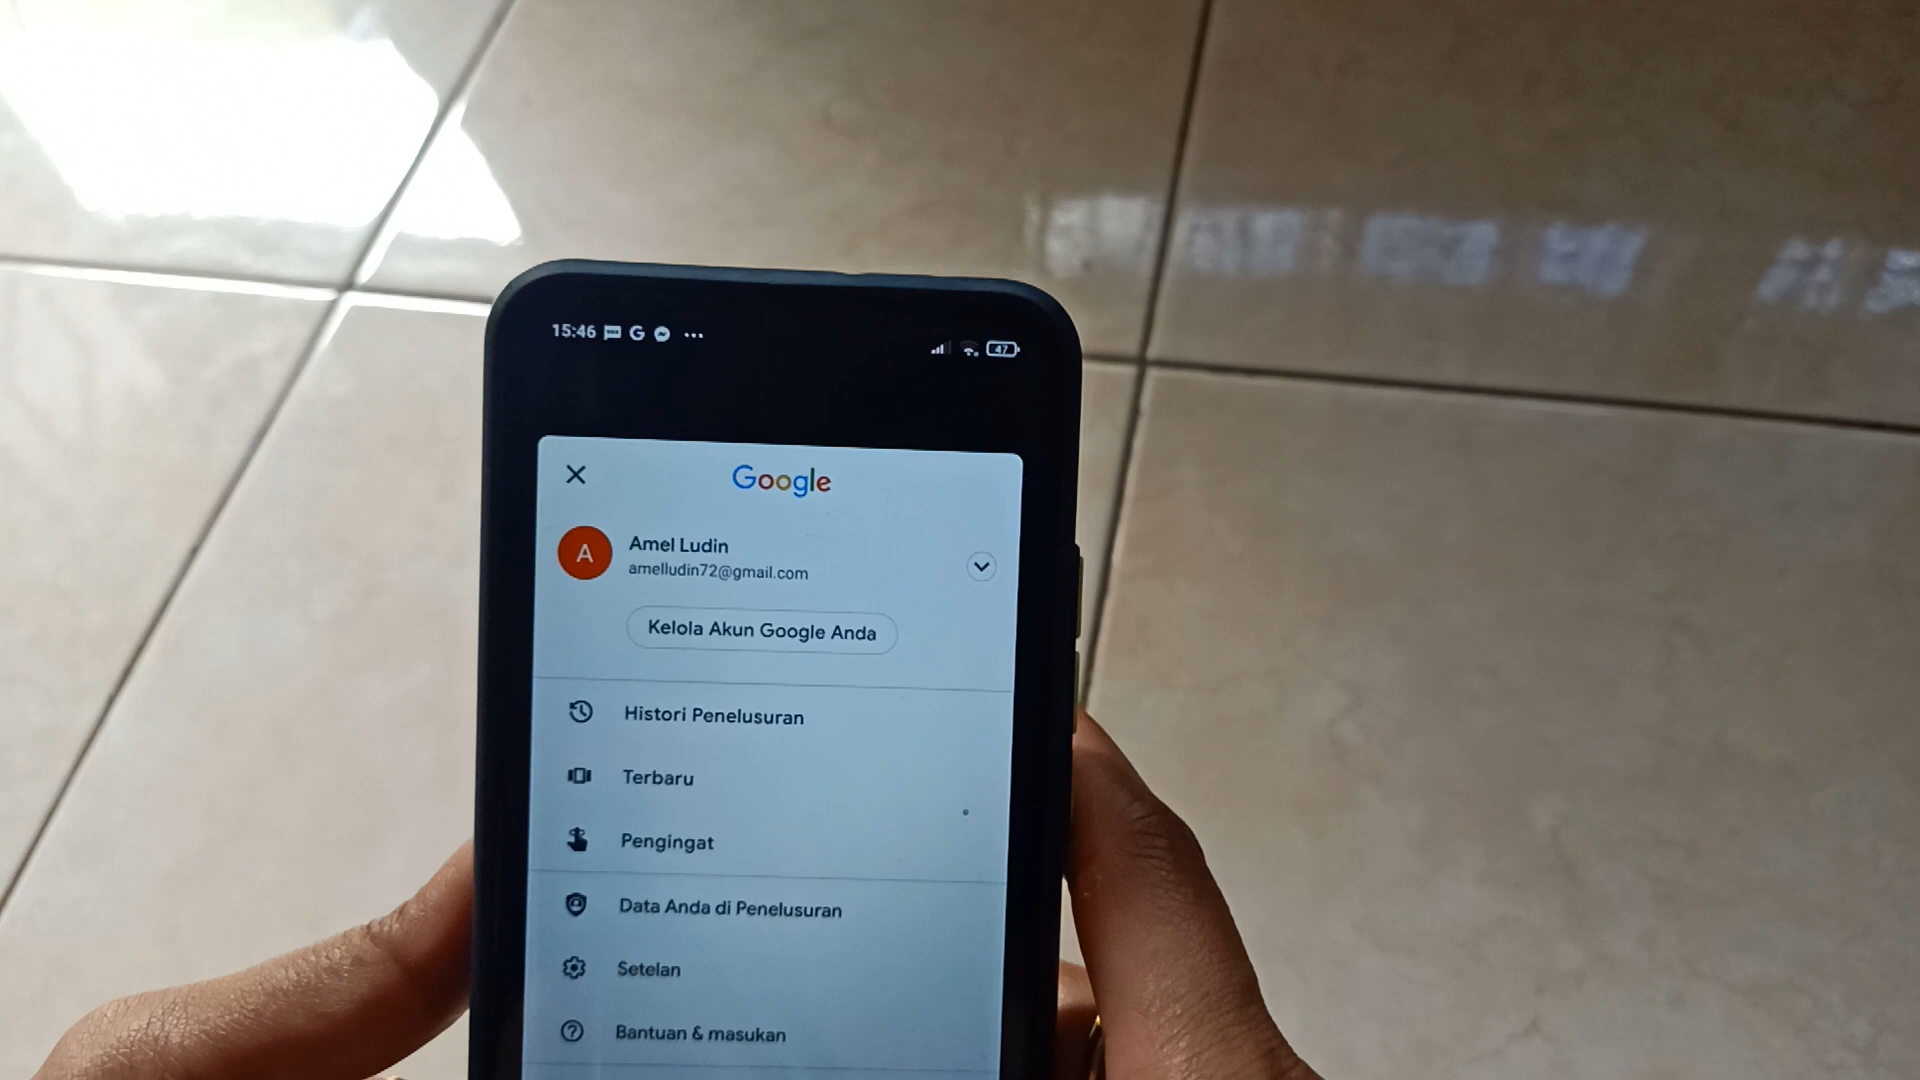 15:46
47
Google
A
Amel Ludin
amelludin72@gmail.com
Kelola Akun Google Anda
Histori Penelusuran
Terbaru
Pengingat
Data Anda di Penelusuran
Setelan
Bantuan & masukan